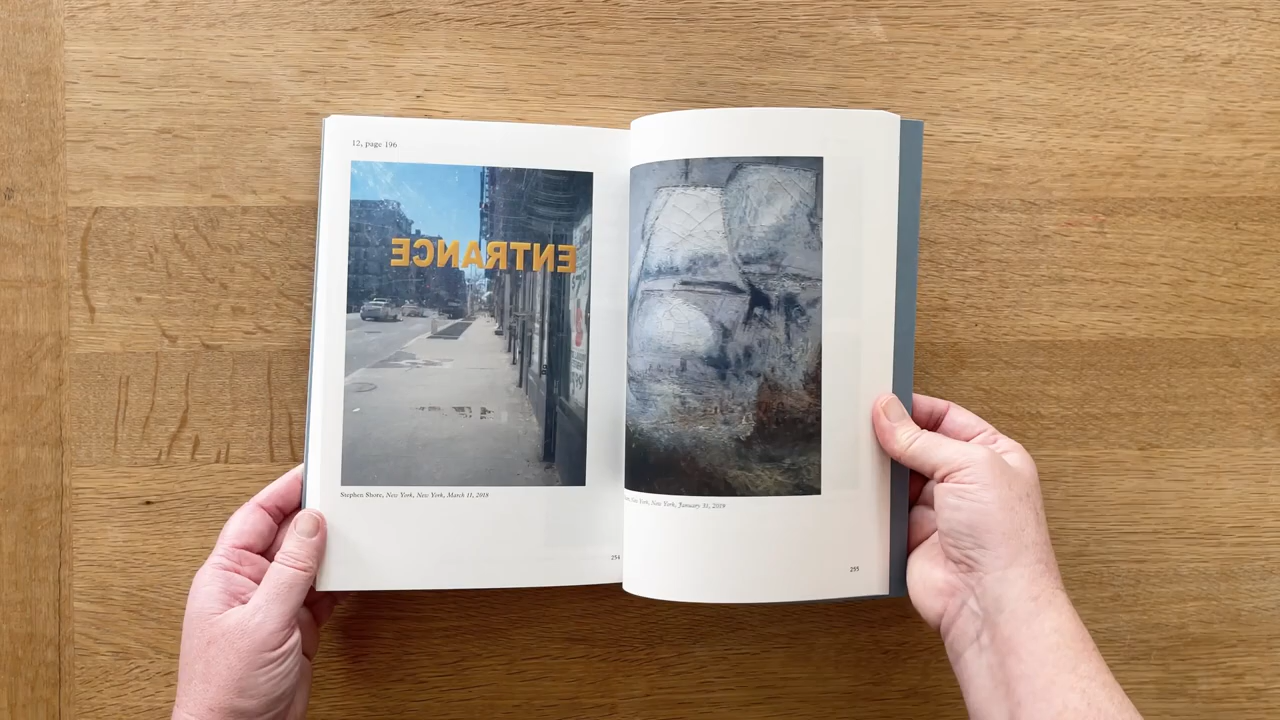 12, page 196
ENTRANCE
Stephen Shore, New York, New York, March 11, 2018
New York, New York, January 31, 2019
254
255